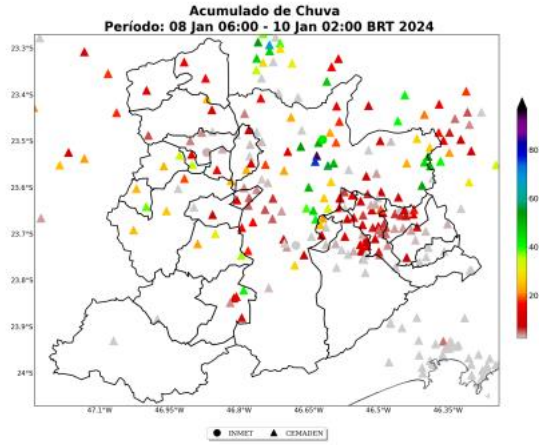 Acumulado de Chuva
Período: 08 Jan 06:00 - 10 Jan 02:00 BRT 2024
23.3°S
23.4°S
23.5°S
23.6°S
23.7°S
23.8°S
23.9°S
24°S
47.1°W
46.95°W
46.8°W
46.65°W
46.5°W
46.35°W
80
60
40
20
INMET
CEMADEN